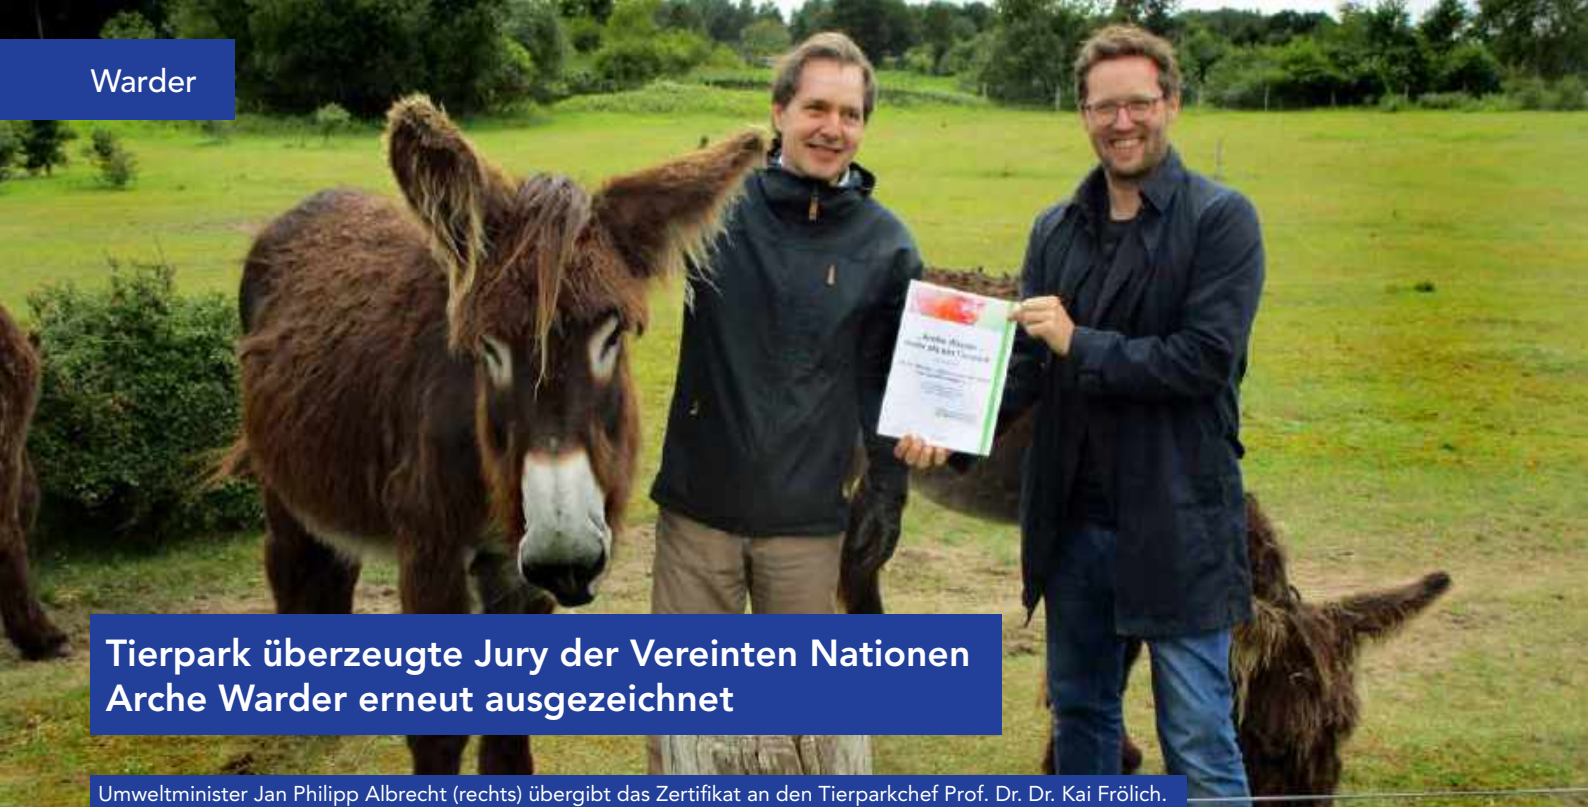 Warder
Tierpark überzeugte Jury der Vereinten Nationen
Arche Warder erneut ausgezeichnet
Umweltminister Jan Philipp Albrecht (rechts) übergibt das Zertifikat an den Tierparkchef Prof. Dr. Dr. Kai Frölich.